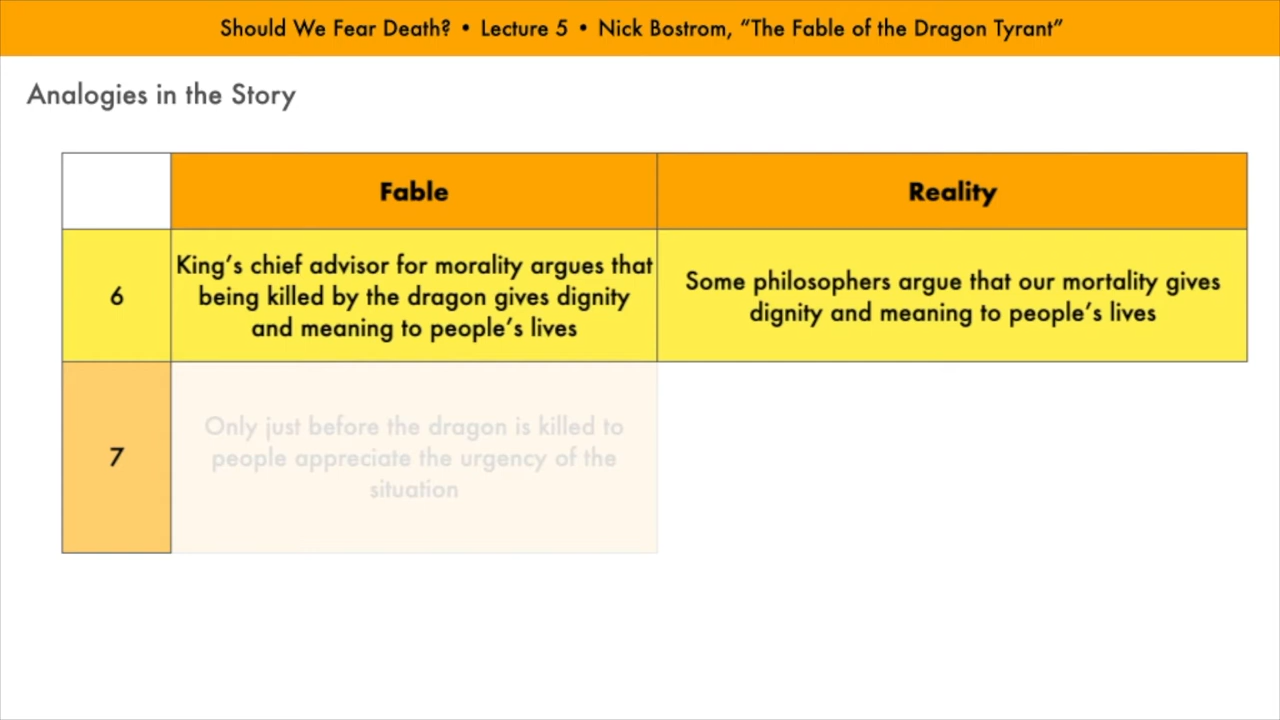 Should We Fear Death? • Lecture 5 • Nick Bostrom, “The Fable of the Dragon Tyrant”
Analogies in the Story
Fable
Reality
6
King’s chief advisor for morality argues that
being killed by the dragon gives dignity
and meaning to people’s lives
Some philosophers argue that our mortality gives
dignity and meaning to people’s lives
7
Only just before the dragon is killed to
people appreciate the urgency of the
situation